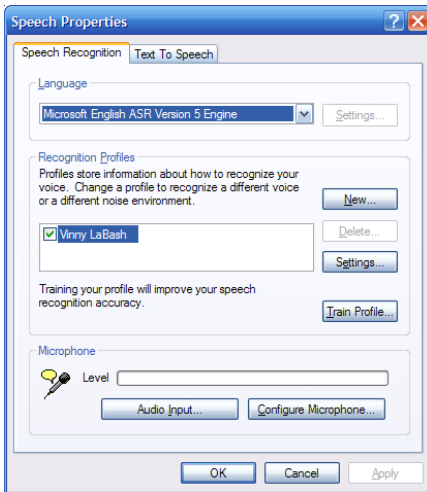 Speech Properties
Speech Recognition
Text To Speech
Language
Microsoft English ASR Version 5 Engine
Settings...
Recognition Profiles
Profiles store information about how to recognize your
voice. Change a profile to recognize a different voice
or a different noise environment.
New...
Vinny LaBash
Delete...
Settings...
Training your profile will improve your speech
recognition accuracy.
Train Profile...
Microphone
Level
Audio Input...
Configure Microphone...
OK
Cancel
Apply